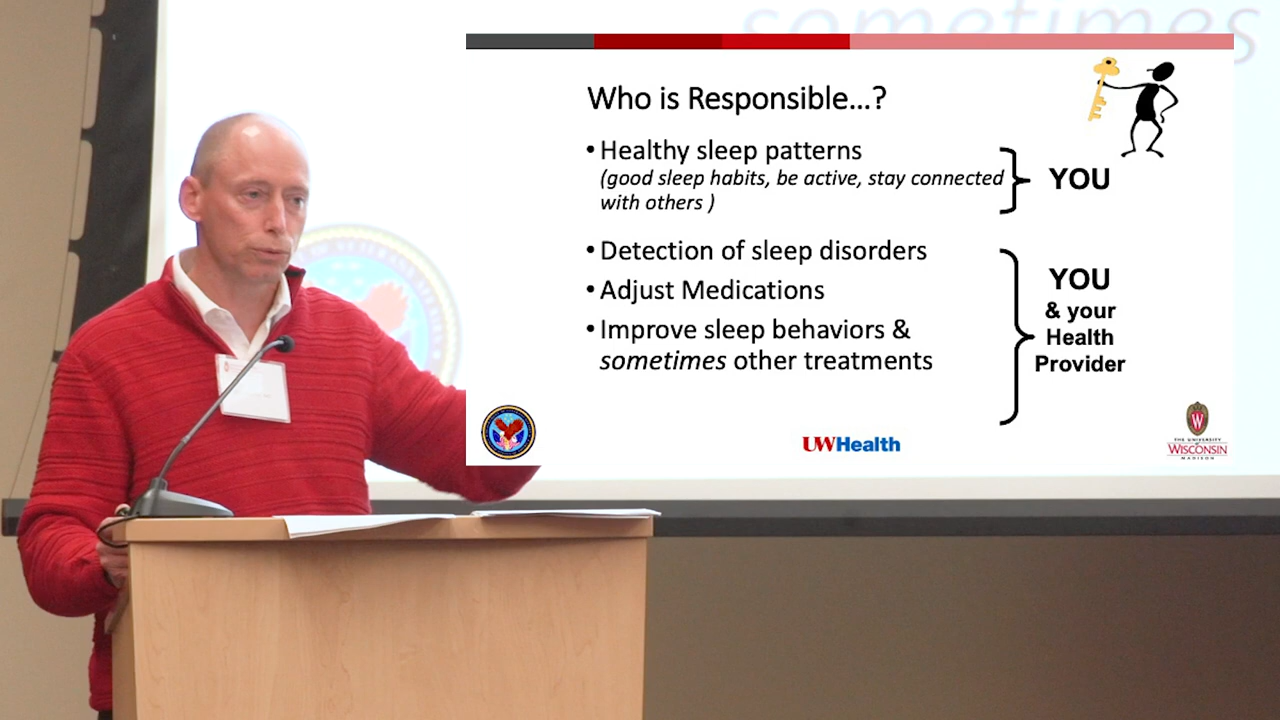 sometimes
Who is Responsible...?
• Healthy sleep patterns
(good sleep habits, be active, stay connected
with others )
YOU
• Detection of sleep disorders
• Adjust Medications
• Improve sleep behaviors &
sometimes other treatments
YOU
& your
Health
Provider
UWHealth
W
THE UNIVERSITY
of
WISCONSIN
MADISON